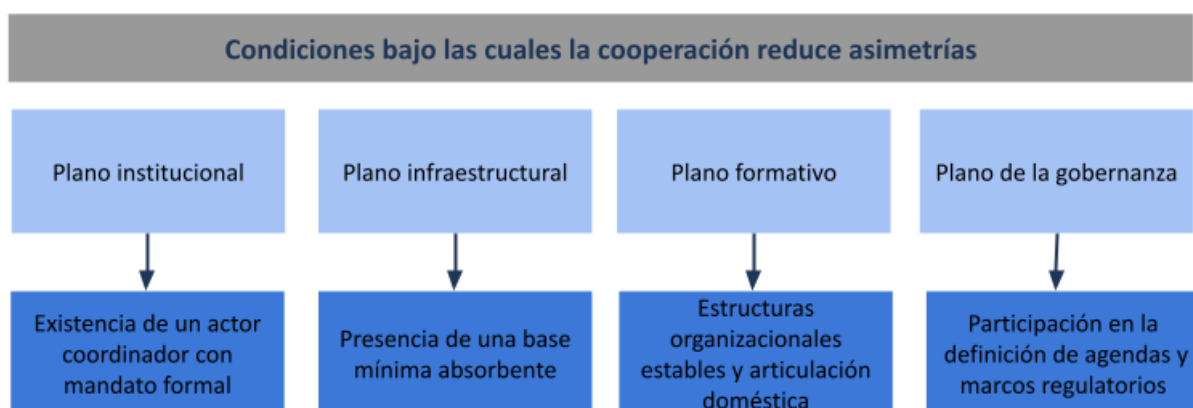 Condiciones bajo las cuales la cooperación reduce asimetrías
Plano institucional
Plano infraestructural
Plano formativo
Plano de la gobernanza
Existencia de un actor
coordinador con
mandato formal
Presencia de una base
mínima absorbente
Estructuras
organizacionales
estables y articulación
doméstica
Participación en la
definición de agendas y
marcos regulatorios